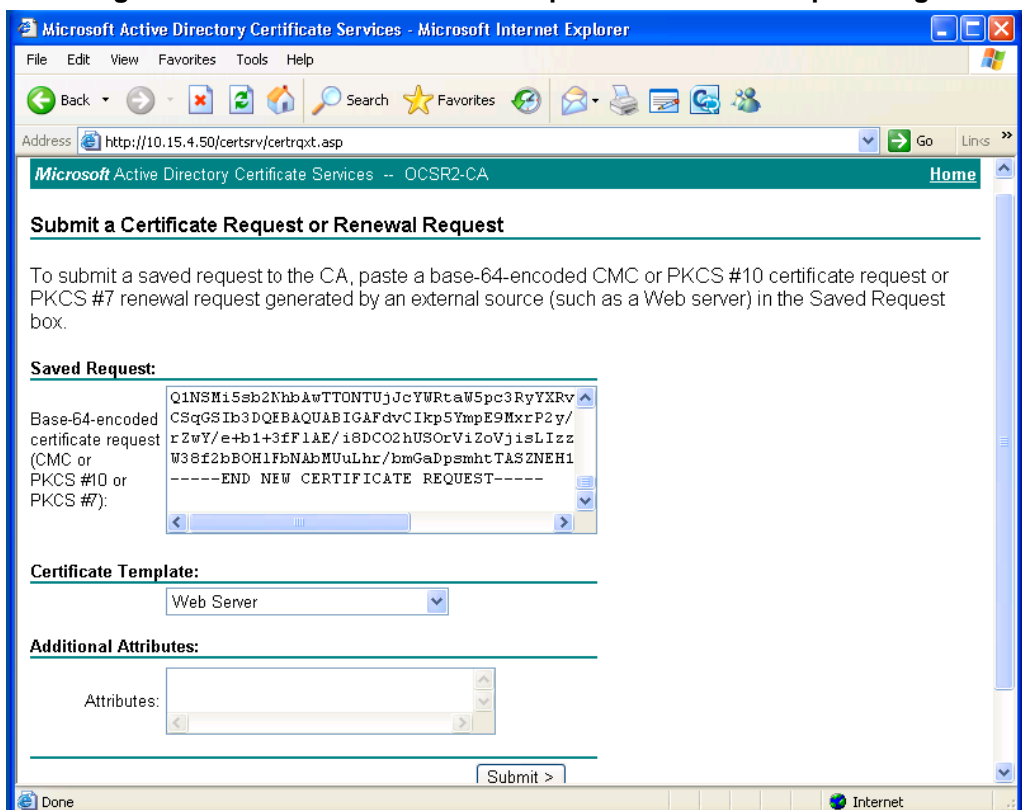 Microsoft Active Directory Certificate Services - Microsoft Internet Explorer
File Edit View Favorites Tools Help
Back Search Favorites
Address http://10.15.4.50/certsrv/certrqxt.asp Go Links »
Microsoft Active Directory Certificate Services -- OCSR2-CA Home
Submit a Certificate Request or Renewal Request
To submit a saved request to the CA, paste a base-64-encoded CMC or PKCS #10 certificate request or
PKCS #7 renewal request generated by an external source (such as a Web server) in the Saved Request
box.
Saved Request:
Base-64-encoded
certificate request
(CMC or
PKCS #10 or
PKCS #7):
Q1NSMi5sb2NhbAwTTONTUjJcYWRtaW5pc3RyYXRv
CSqGSIb3DQEBAQUABIGAFdvCIkp5YmpE9MxrP2y/
rZwY/e+b1+3fFlAE/i8DCO2hUSOrViZoVjisLIzz
W38f2bBOHlFbNAbMUuLhr/bmGaDpsmhtTASZNEH1
-----END NEW CERTIFICATE REQUEST-----
Certificate Template:
Web Server
Additional Attributes:
Attributes:
Submit >
Done Internet